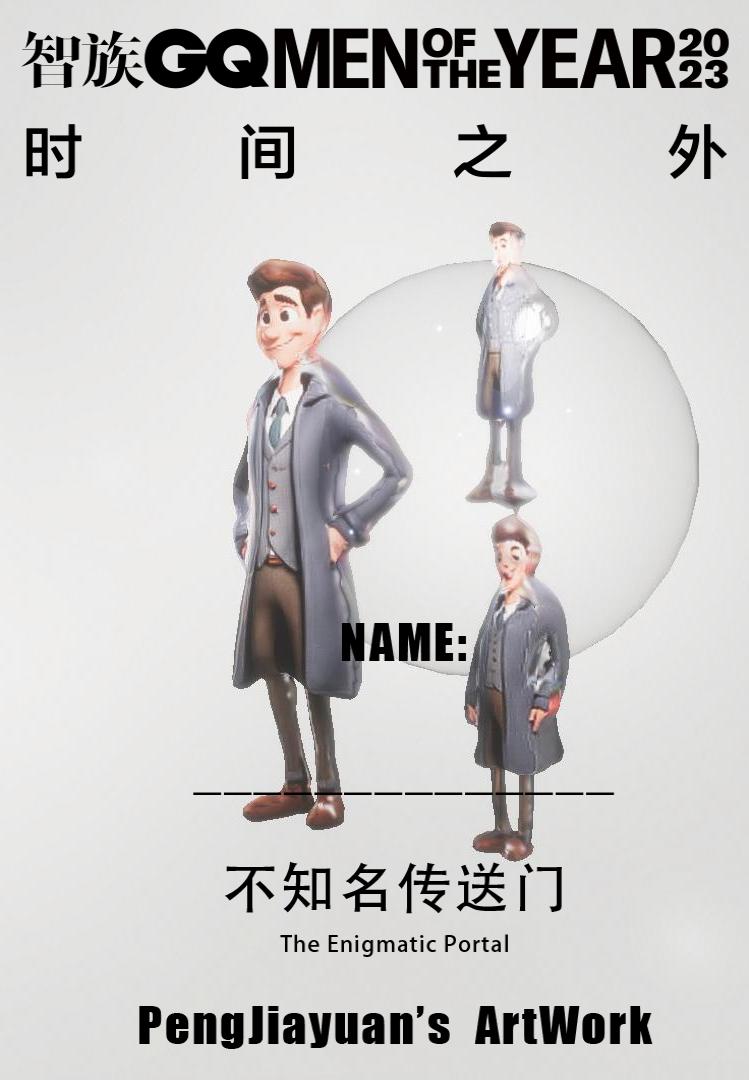 智族GQ MEN OF THE YEAR 2023
时间之外
NAME:
______________
不知名传送门
The Enigmatic Portal
PengJiayuan’s ArtWork